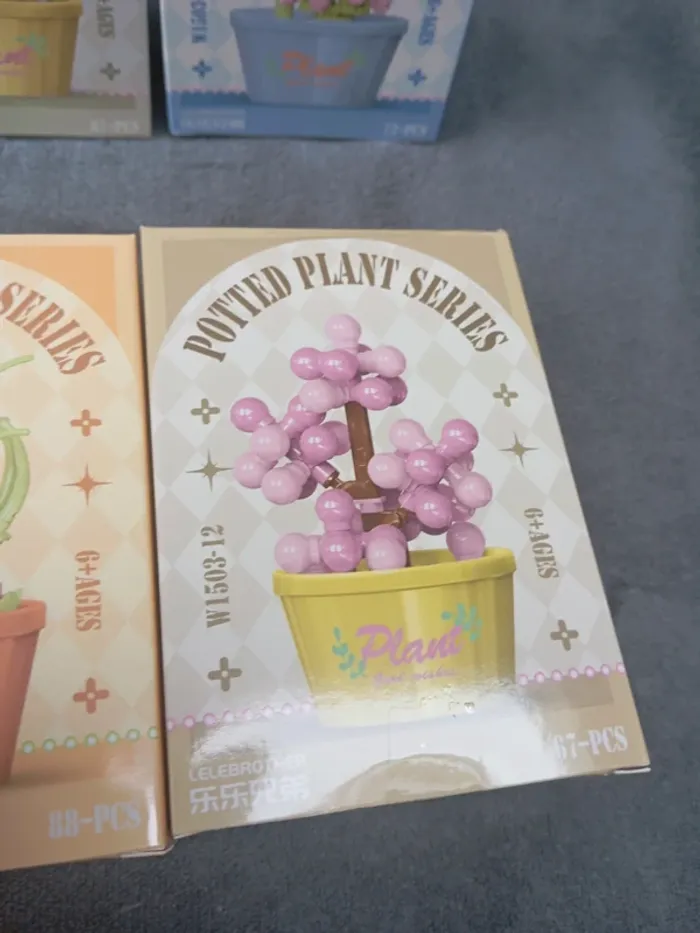 Plant
6+AGES
72-PCS
SERIES
6+AGES
88-PCS
POTTED PLANT SERIES
W1503-12
6+AGES
Plant
67-PCS
LELEBROTHER
乐乐兄弟